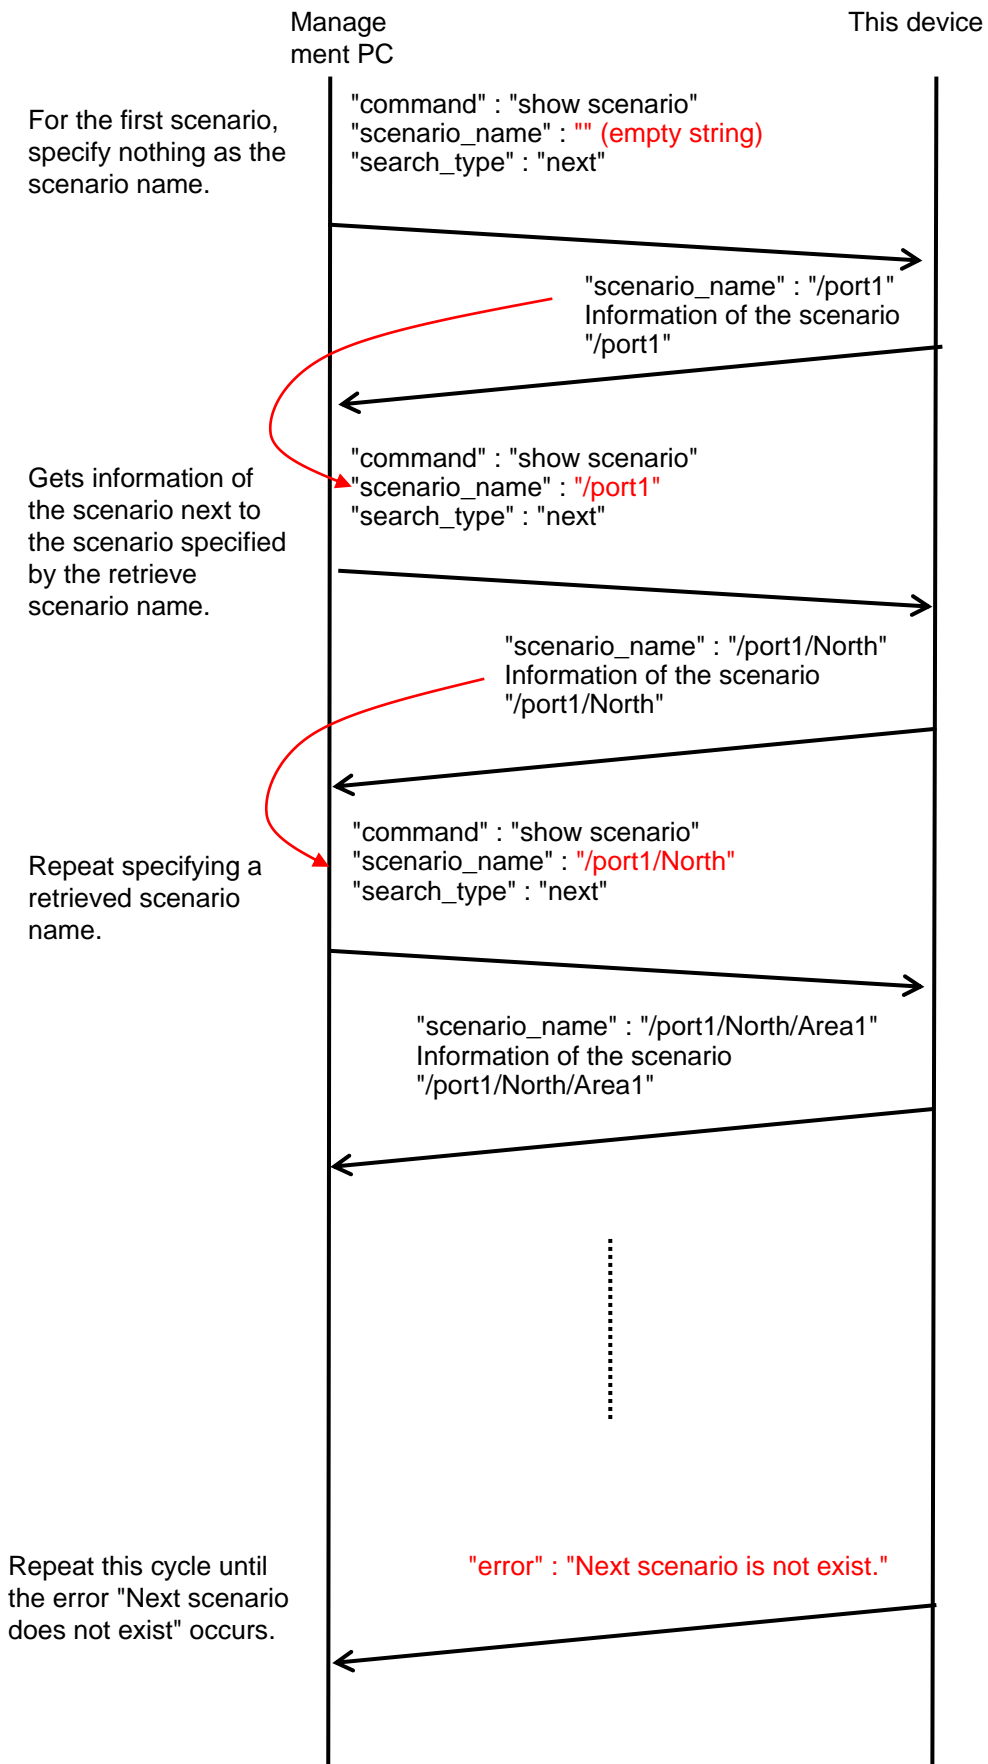 Manage
ment PC
This device
For the first scenario,
specify nothing as the
scenario name.
"command" : "show scenario"
"scenario_name" : "" (empty string)
"search_type" : "next"
"scenario_name" : "/port1"
Information of the scenario
"/port1"
Gets information of
the scenario next to
the scenario specified
by the retrieve
scenario name.
"command" : "show scenario"
"scenario_name" : "/port1"
"search_type" : "next"
"scenario_name" : "/port1/North"
Information of the scenario
"/port1/North"
Repeat specifying a
retrieved scenario
name.
"command" : "show scenario"
"scenario_name" : "/port1/North"
"search_type" : "next"
"scenario_name" : "/port1/North/Area1"
Information of the scenario
"/port1/North/Area1"
Repeat this cycle until
the error "Next scenario
does not exist" occurs.
"error" : "Next scenario is not exist."